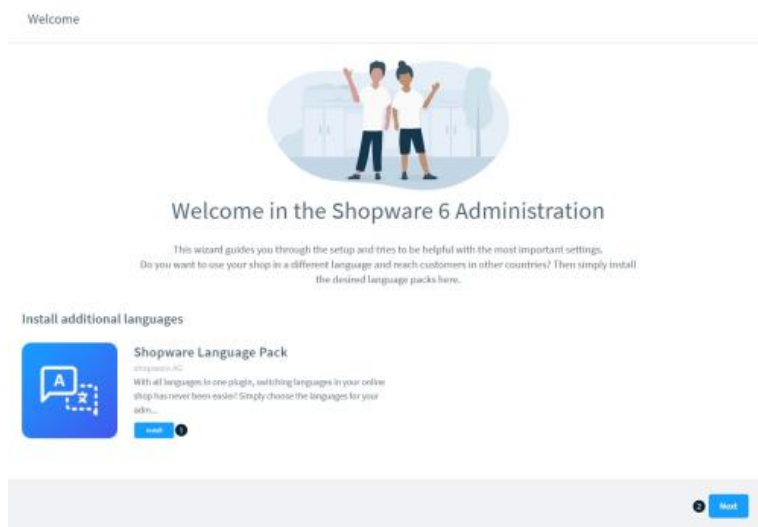 Welcome
Welcome in the Shopware 6 Administration
This wizard guides you through the setup and tries to be helpful with the most important settings.
Do you want to use your shop in a different language and reach customers in other countries? Then simply install
the desired language packs here.
Install additional languages
Shopware Language Pack
shopware AG
With all languages in one plugin, switching languages in your online
shop has never been easier! Simply choose the languages for your
adm...
A
Install 1
2 Next